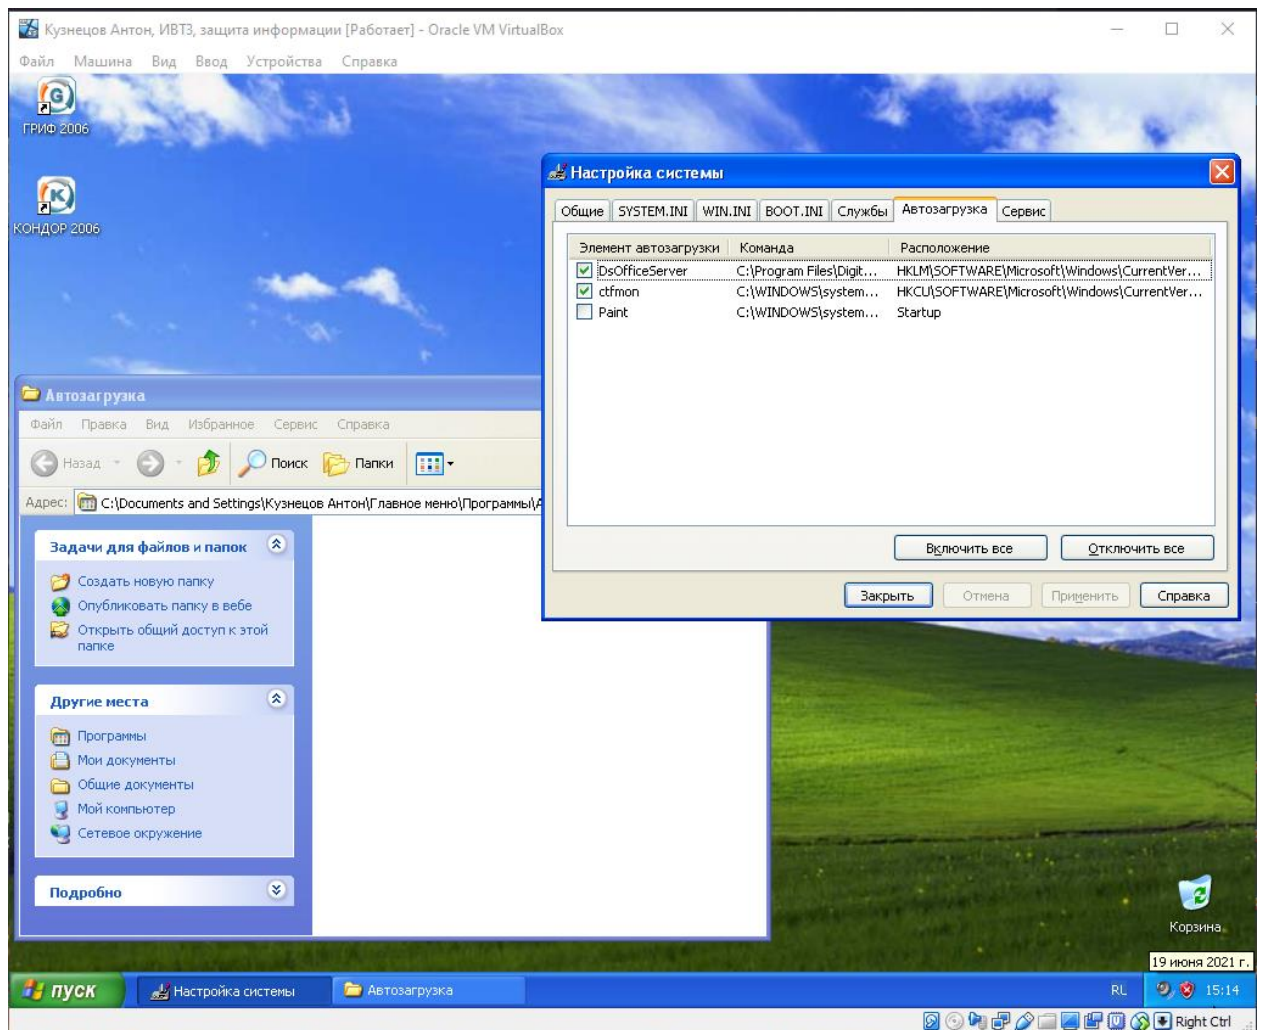 Кузнецов Антон, ИВТЗ, защита информации [Работает] - Oracle VM VirtualBox
Файл Машина Вид Ввод Устройства Справка
ГРИФ 2006
КОНДОР 2006
Настройка системы
Общие SYSTEM.INI WIN.INI BOOT.INI Службы Автозагрузка Сервис
Элемент автозагрузки Команда Расположение
DsOfficeServer C:\Program Files\Digit... HKLM\SOFTWARE\Microsoft\Windows\CurrentVer...
ctfmon C:\WINDOWS\system... HKCU\SOFTWARE\Microsoft\Windows\CurrentVer...
Paint C:\WINDOWS\system... Startup
Включить все Отключить все
Закрыть Отмена Применить Справка
Автозагрузка
Файл Правка Вид Избранное Сервис Справка
Назад Поиск Папки
Адрес: C:\Documents and Settings\Кузнецов Антон\Главное меню\Программы\А
Задачи для файлов и папок
Создать новую папку
Опубликовать папку в вебе
Открыть общий доступ к этой
папке
Другие места
Программы
Мои документы
Общие документы
Мой компьютер
Сетевое окружение
Подробно
Корзина
19 июня 2021 г.
пуск Настройка системы Автозагрузка RL 15:14
Right Ctrl